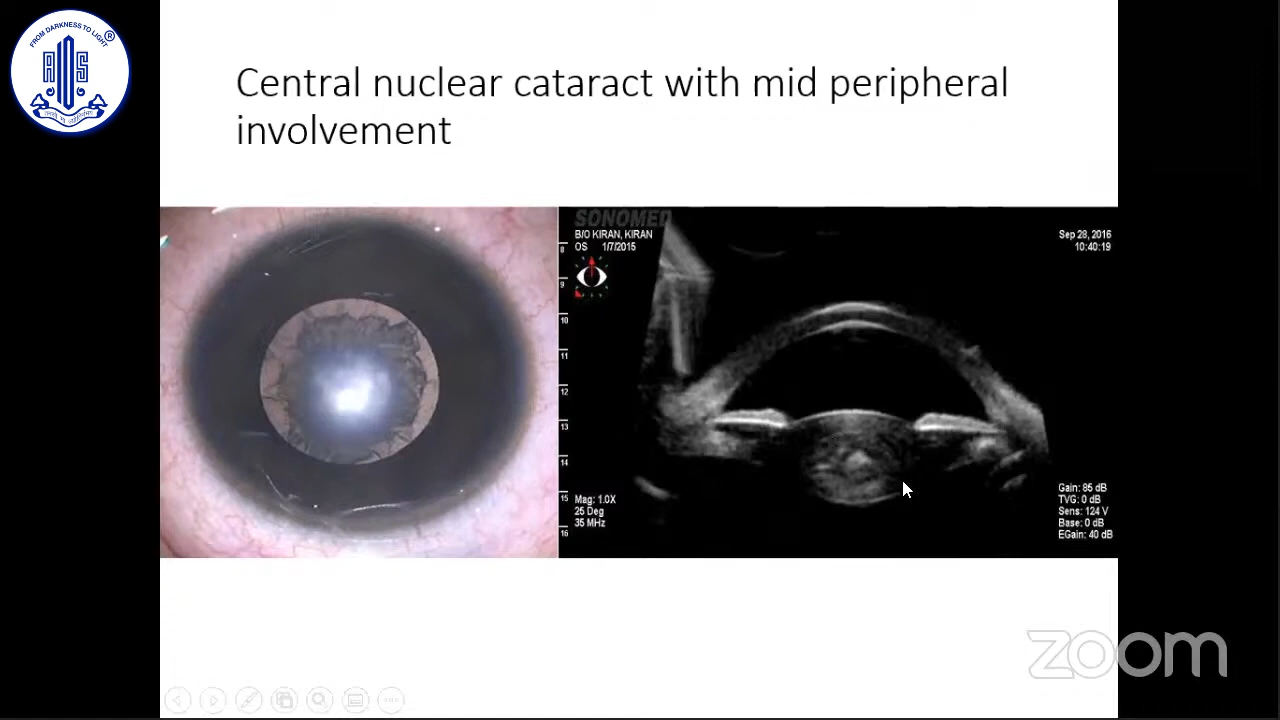 FROM DARKNESS TO LIGHT
®
AIOS
Central nuclear cataract with mid peripheral
involvement
SONOMED
B/O KIRAN, KIRAN
OS 1/7/2015
Sep 28, 2016
10:40:19
8
9
10
11
12
13
14
15
16
Mag: 1.0X
25 Deg
35 MHz
Gain: 85 dB
TVG: 0 dB
Sens: 124 V
Base: 0 dB
EGain: 40 dB
zoom